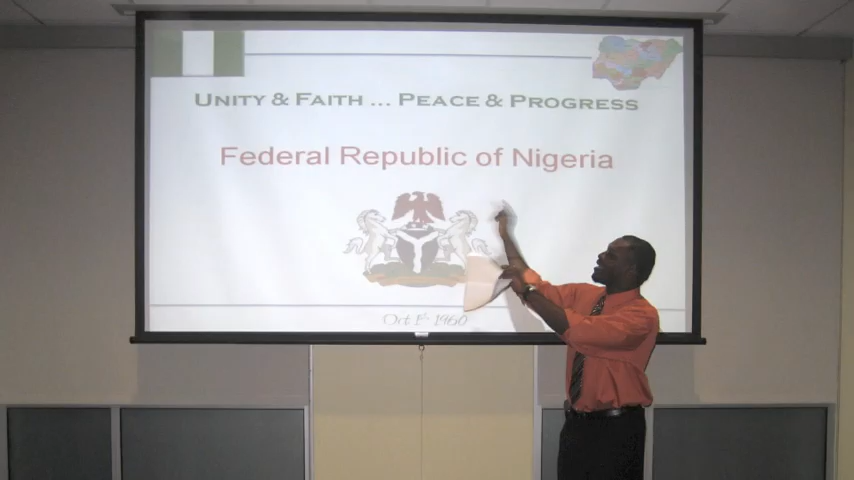 UNITY & FAITH ... PEACE & PROGRESS
Federal Republic of Nigeria
Oct 1st 1960